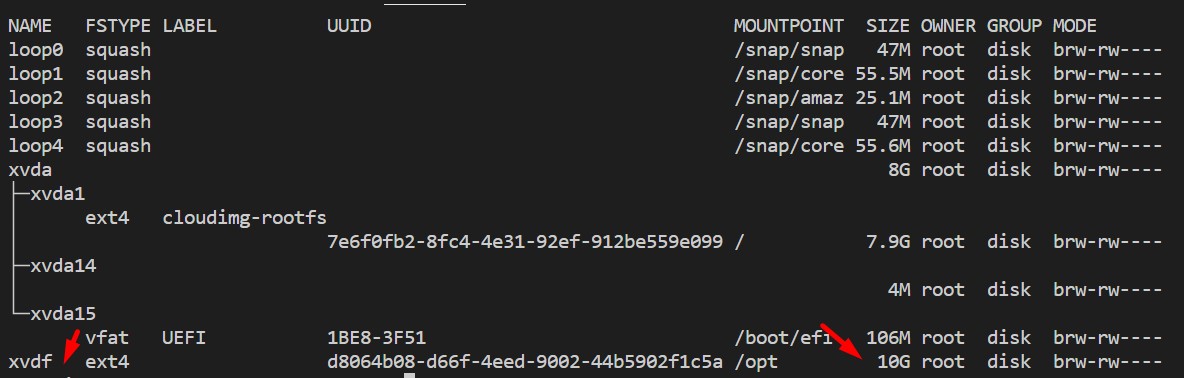 NAME FSTYPE LABEL UUID MOUNTPOINT SIZE OWNER GROUP MODE
loop0 squash /snap/snap 47M root disk brw-rw----
loop1 squash /snap/core 55.5M root disk brw-rw----
loop2 squash /snap/amaz 25.1M root disk brw-rw----
loop3 squash /snap/snap 47M root disk brw-rw----
loop4 squash /snap/core 55.6M root disk brw-rw----
xvda 8G root disk brw-rw----
├─xvda1
ext4 cloudimg-rootfs
7e6f0fb2-8fc4-4e31-92ef-912be559e099 / 7.9G root disk brw-rw----
├─xvda14
4M root disk brw-rw----
└─xvda15
vfat UEFI 1BE8-3F51 /boot/efi 106M root disk brw-rw----
xvdf ext4 d8064b08-d66f-4eed-9002-44b5902f1c5a /opt 10G root disk brw-rw----